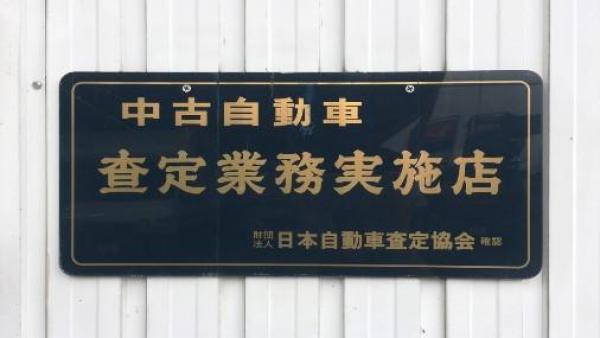 中古自動車
査定業務実施店
財団法人 日本自動車査定協会 確認